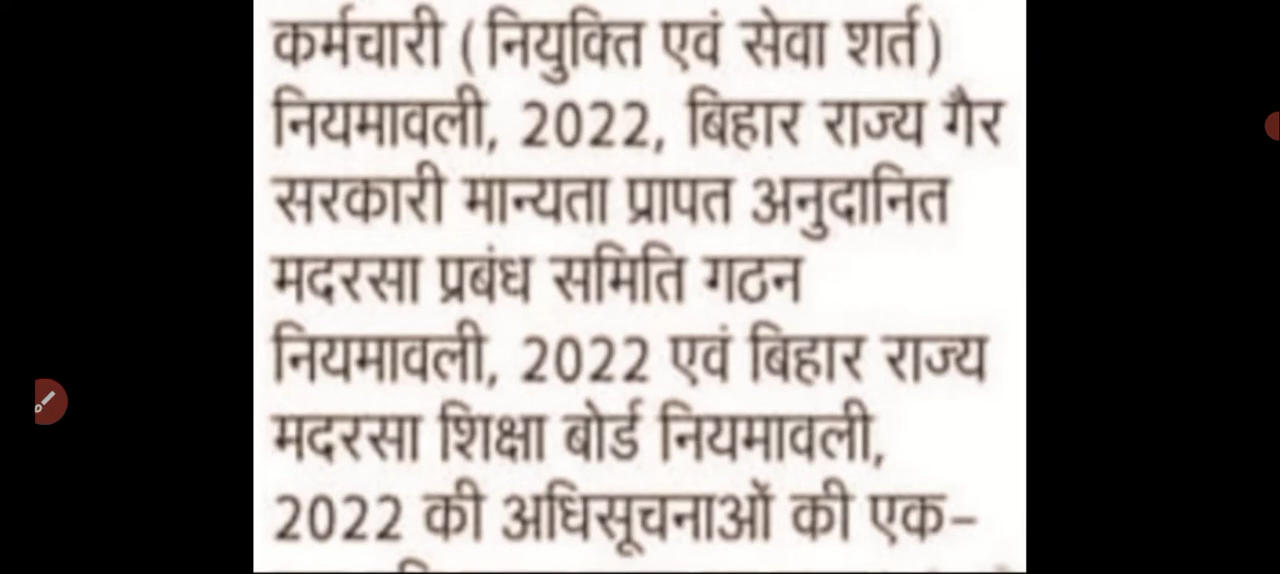 कर्मचारी (नियुक्ति एवं सेवा शर्त)
नियमावली, 2022, बिहार राज्य गैर
सरकारी मान्यता प्रापत अनुदानित
मदरसा प्रबंध समिति गठन
नियमावली, 2022 एवं बिहार राज्य
मदरसा शिक्षा बोर्ड नियमावली,
2022 की अधिसूचनाओं की एक-